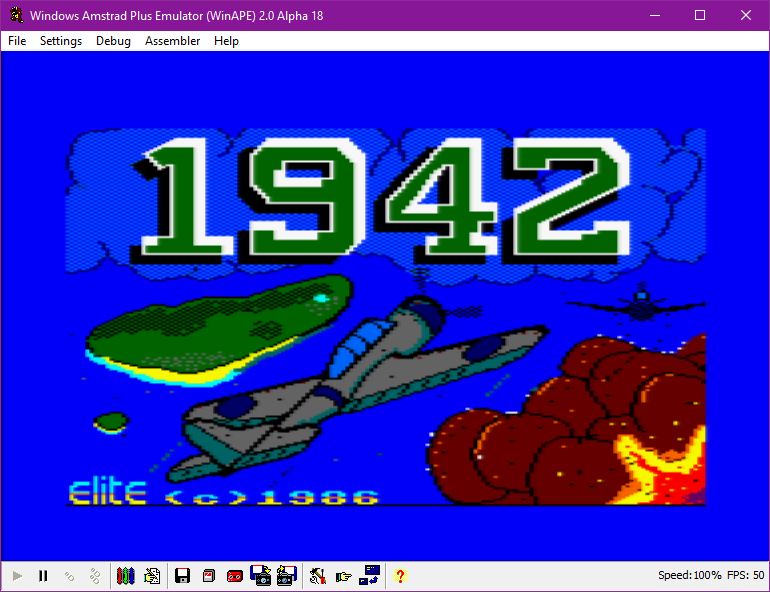 Windows Amstrad Plus Emulator (WinAPE) 2.0 Alpha 18
File Settings Debug Assembler Help
1942
Elite (c) 1986
Speed:100% FPS: 50